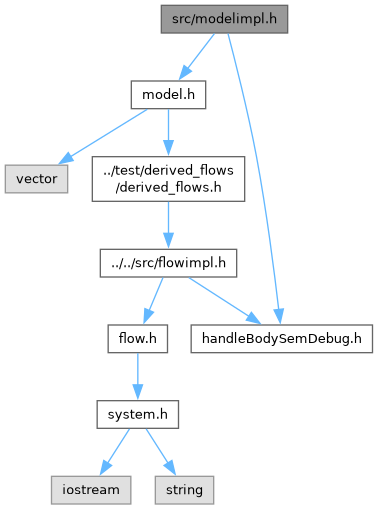 src/modelimpl.h
model.h
vector
../test/derived_flows
/derived_flows.h
../../src/flowimpl.h
flow.h
handleBodySemDebug.h
system.h
iostream
string